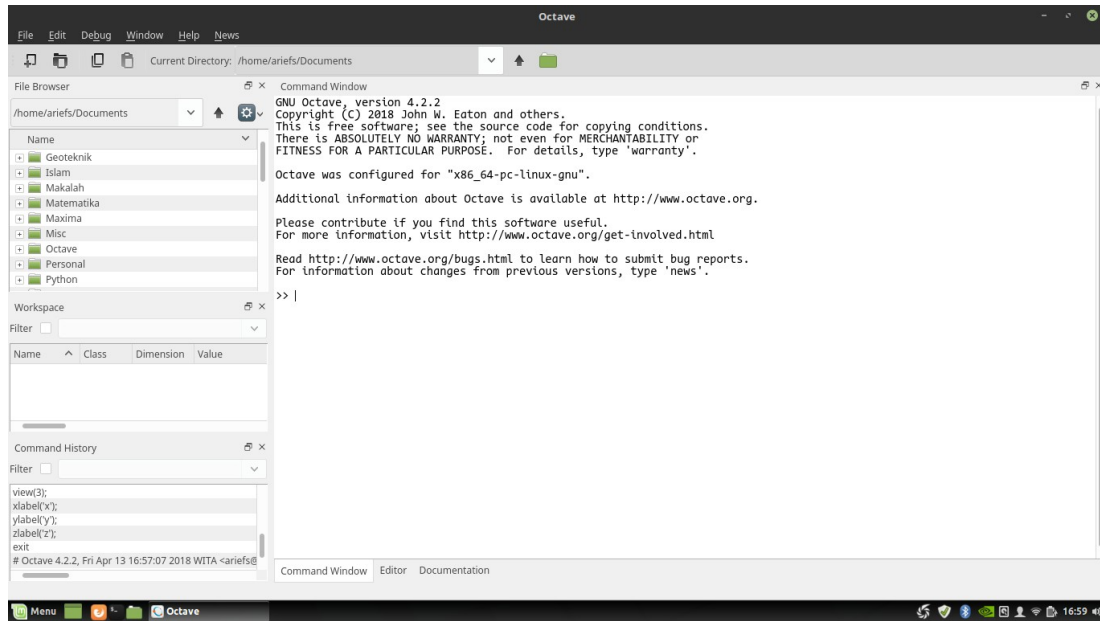 Octave
File Edit Debug Window Help News
Current Directory: /home/ariefs/Documents
File Browser
/home/ariefs/Documents
Name
Geoteknik
Islam
Makalah
Matematika
Maxima
Misc
Octave
Personal
Python
Workspace
Filter
Name Class Dimension Value
Command History
Filter
view(3);
xlabel('x');
ylabel('y');
zlabel('z');
exit
# Octave 4.2.2, Fri Apr 13 16:57:07 2018 WITA <ariefs@
Command Window
GNU Octave, version 4.2.2
Copyright (C) 2018 John W. Eaton and others.
This is free software; see the source code for copying conditions.
There is ABSOLUTELY NO WARRANTY; not even for MERCHANTABILITY or
FITNESS FOR A PARTICULAR PURPOSE.  For details, type 'warranty'.
Octave was configured for "x86_64-pc-linux-gnu".
Additional information about Octave is available at http://www.octave.org.
Please contribute if you find this software useful.
For more information, visit http://www.octave.org/get-involved.html
Read http://www.octave.org/bugs.html to learn how to submit bug reports.
For information about changes from previous versions, type 'news'.
>>
Command Window Editor Documentation
Menu Octave 16:59